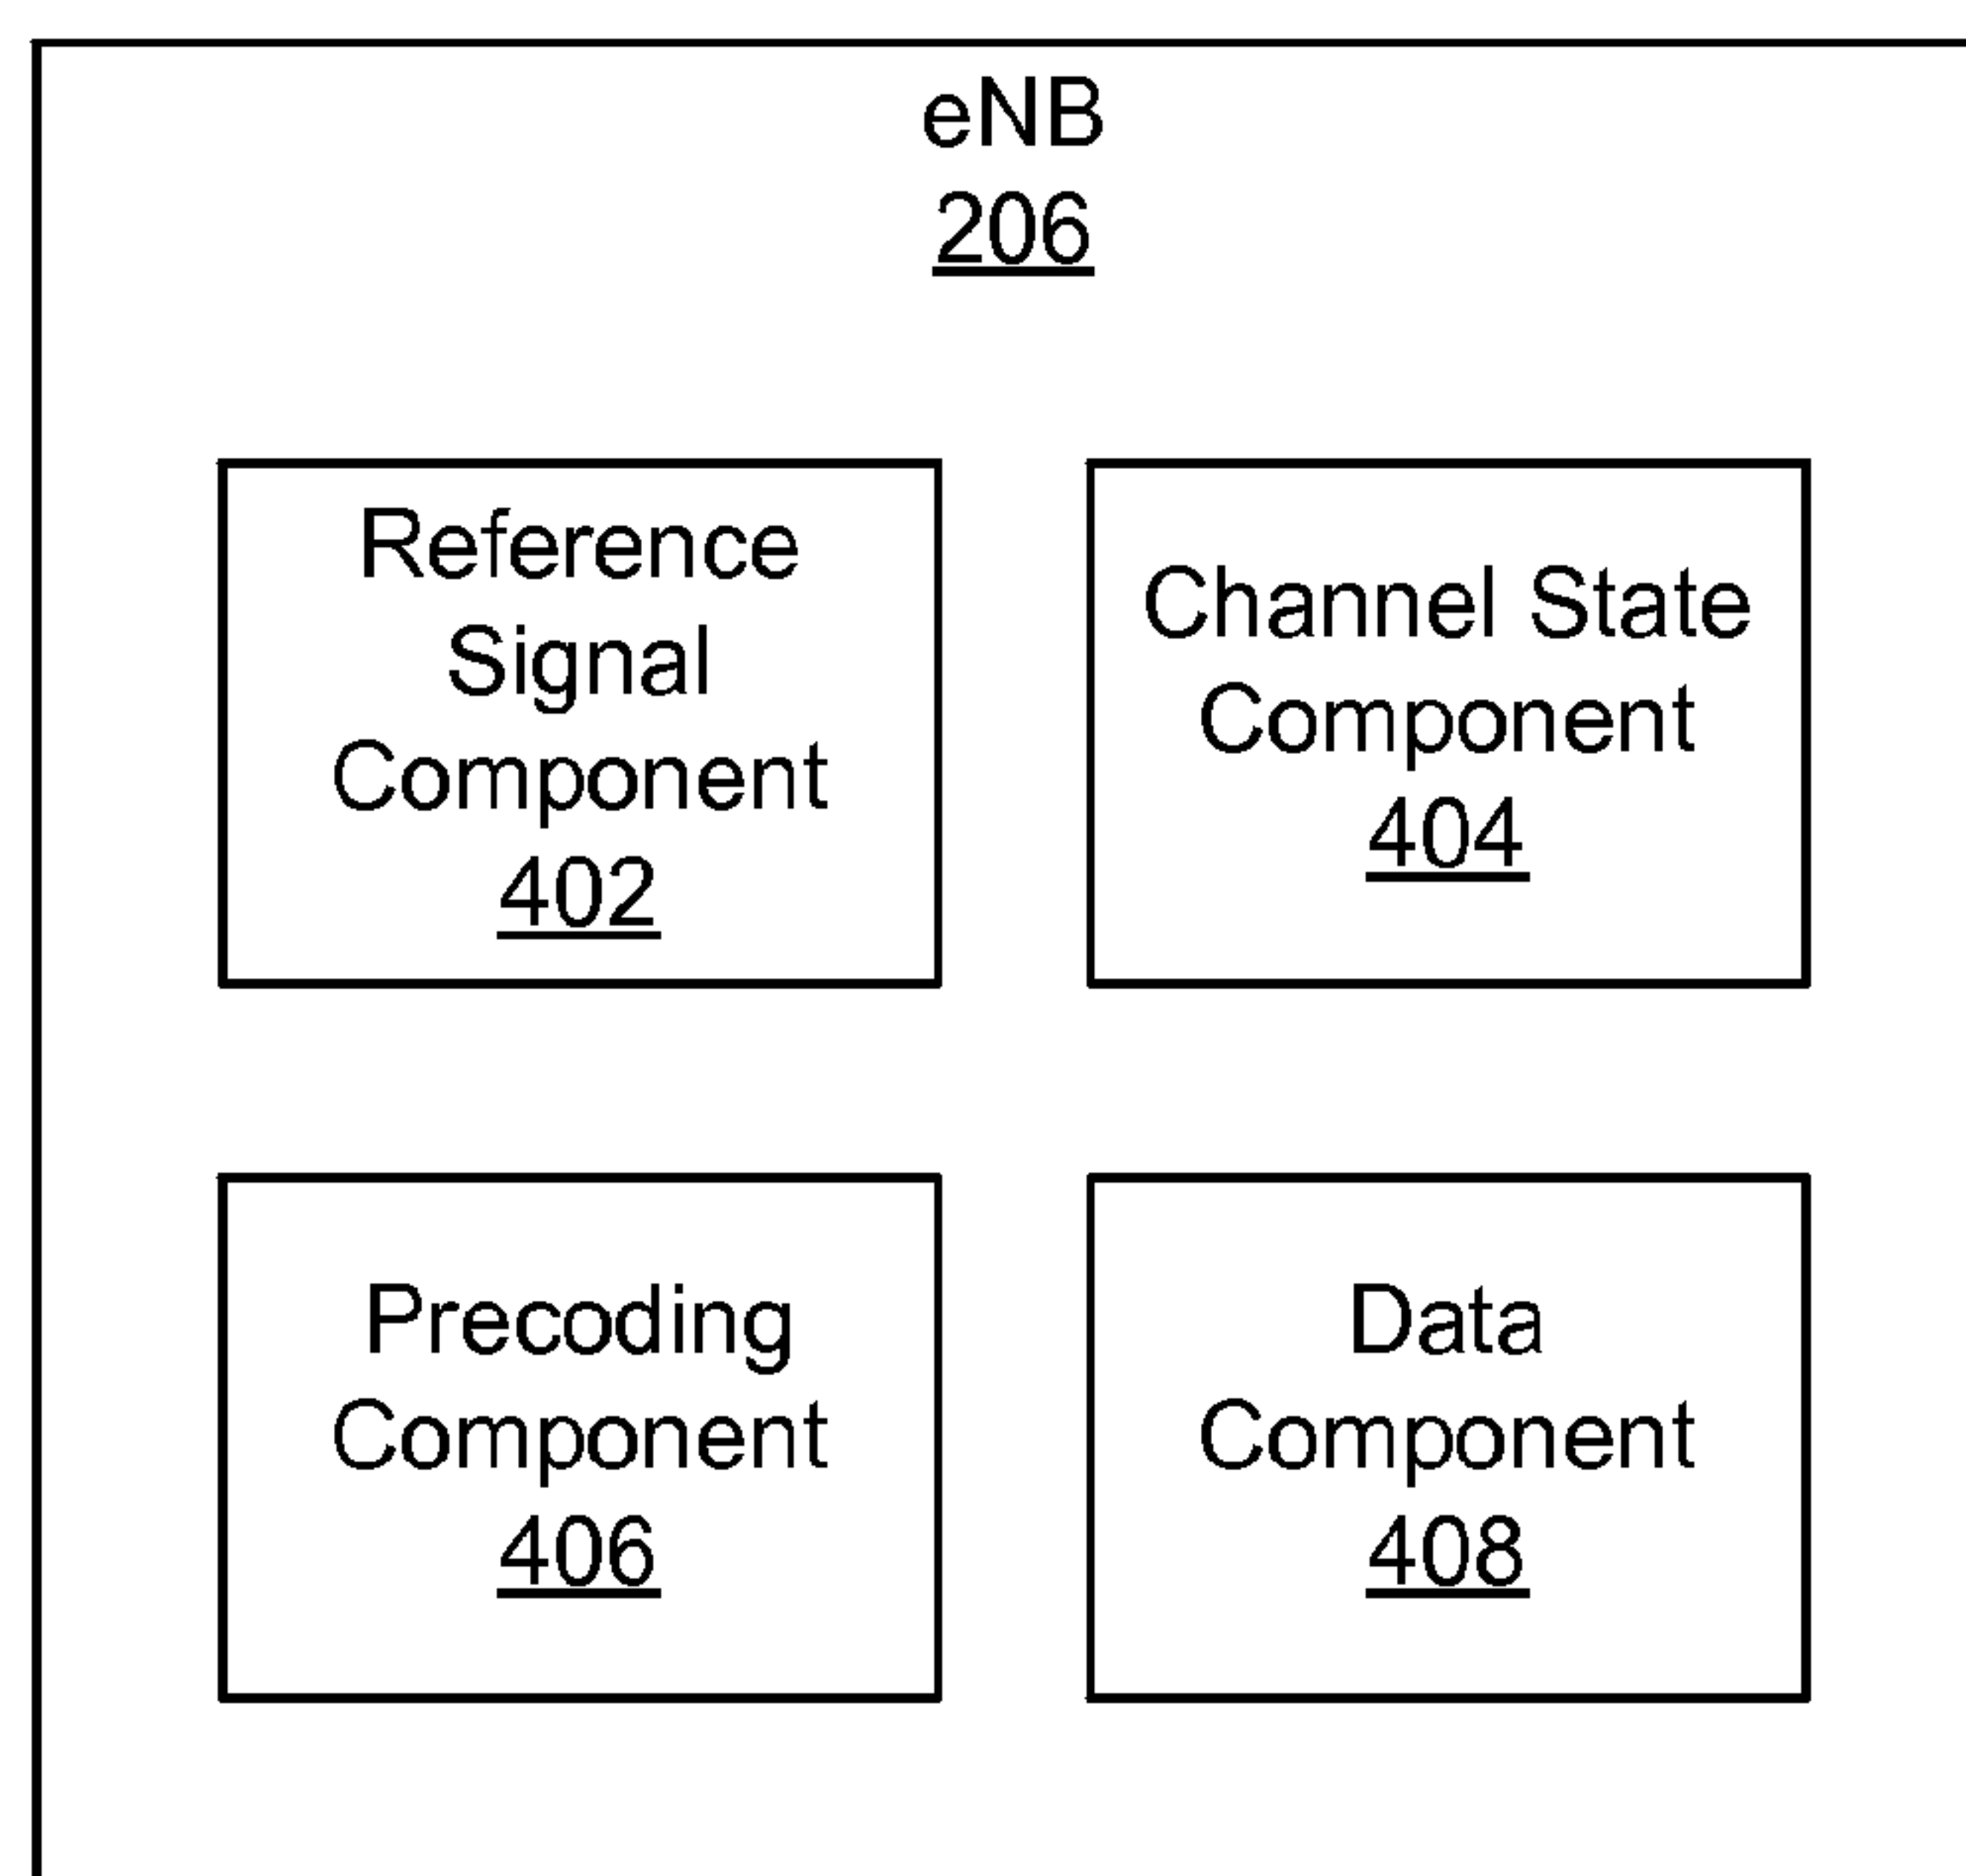 eNB
206
Reference
Signal
Component
402
Channel State
Component
404
Precoding
Component
406
Data
Component
408